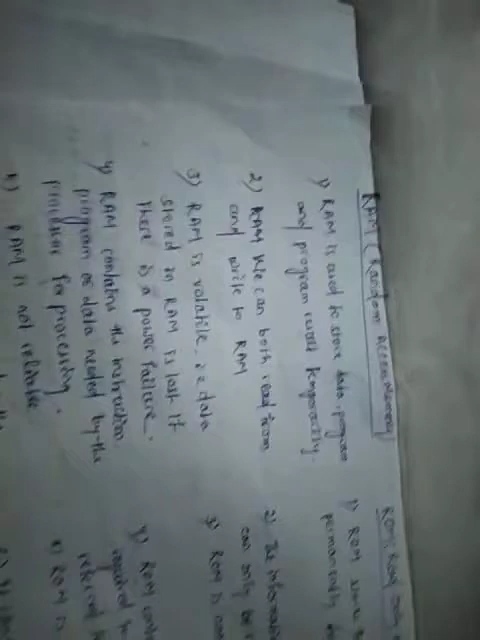 RAM (Random access memory)
1) RAM is used to store data, program
and program result temporarily.
2) RAM We can both read from
and write to RAM
3) RAM is volatile. i.e data
stored in RAM is lost if
there is a power failure.
4) RAM contains the instruction
program or data needed by the
processor for processing.
RAM is not reliable
ROM (Read only
1) ROM store
permanently
2) The informati
can only be
3) ROM is non
4) ROM cont
required
5) ROM is